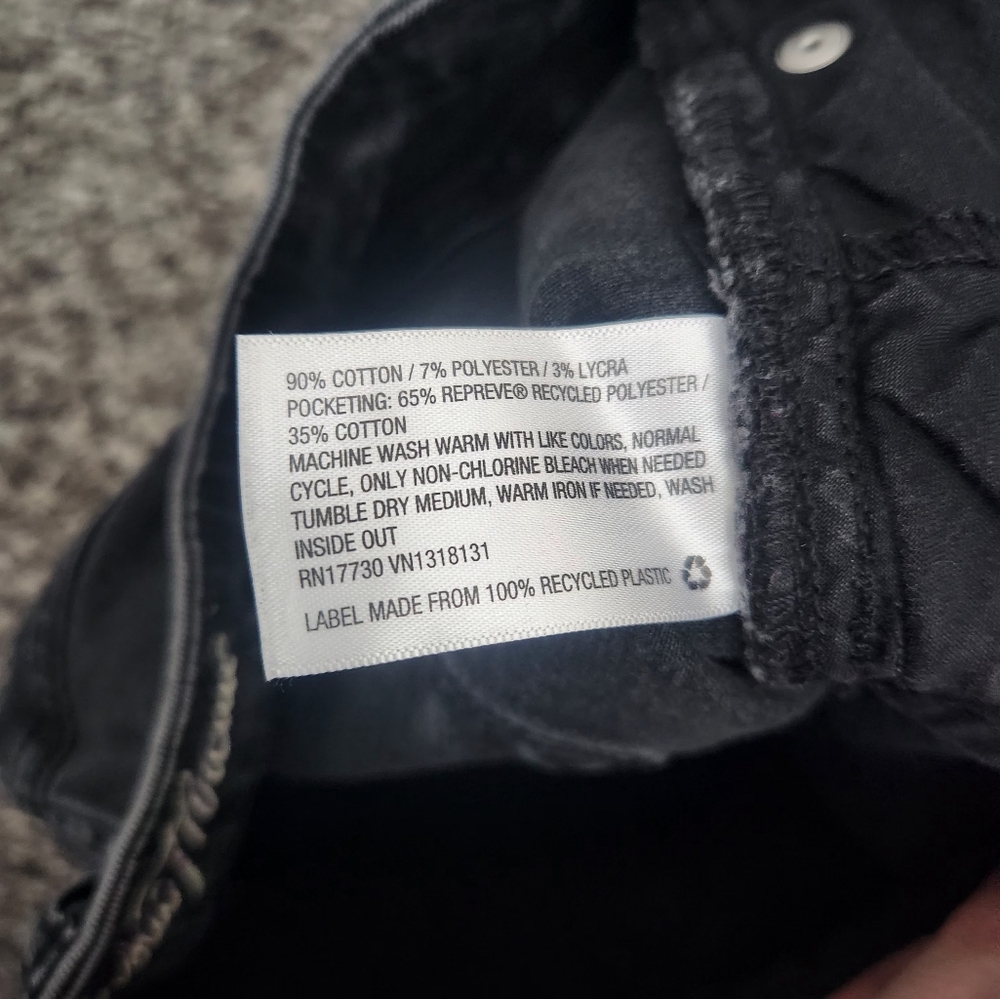 90% COTTON / 7% POLYESTER / 3% LYCRA
POCKETING: 65% REPREVE® RECYCLED POLYESTER /
35% COTTON
MACHINE WASH WARM WITH LIKE COLORS, NORMAL
CYCLE, ONLY NON-CHLORINE BLEACH WHEN NEEDED
TUMBLE DRY MEDIUM, WARM IRON IF NEEDED, WASH
INSIDE OUT
RN17730 VN1318131
LABEL MADE FROM 100% RECYCLED PLASTIC